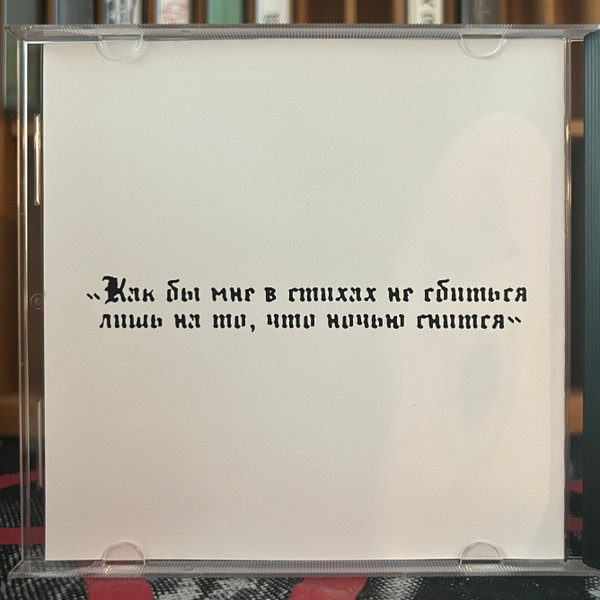 „Как бы мне в стихах не сбиться
лишь на то, что ночью снится“